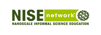 NISE network
NANOSCALE INFORMAL SCIENCE EDUCATION